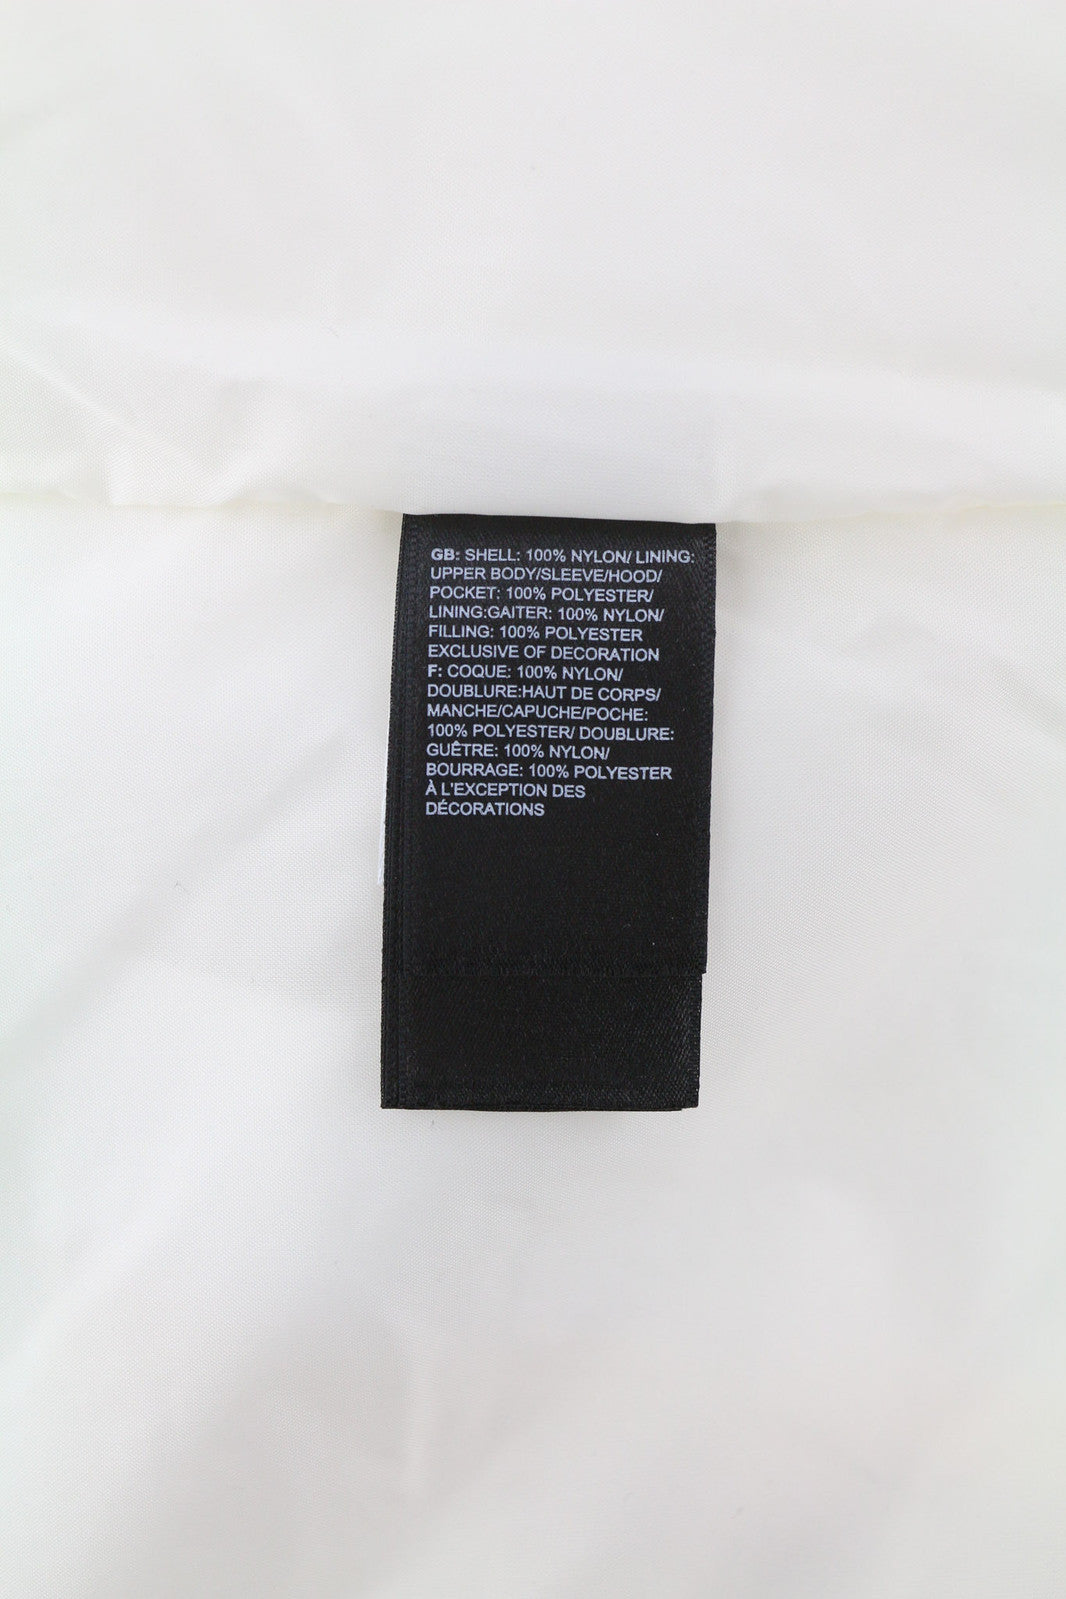 GB: SHELL: 100% NYLON/ LINING:
UPPER BODY/SLEEVE/HOOD/
POCKET: 100% POLYESTER/
LINING:GAITER: 100% NYLON/
FILLING: 100% POLYESTER
EXCLUSIVE OF DECORATION
F: COQUE: 100% NYLON/
DOUBLURE:HAUT DE CORPS/
MANCHE/CAPUCHE/POCHE:
100% POLYESTER/ DOUBLURE:
GUÊTRE: 100% NYLON/
BOURRAGE: 100% POLYESTER
À L'EXCEPTION DES
DÉCORATIONS